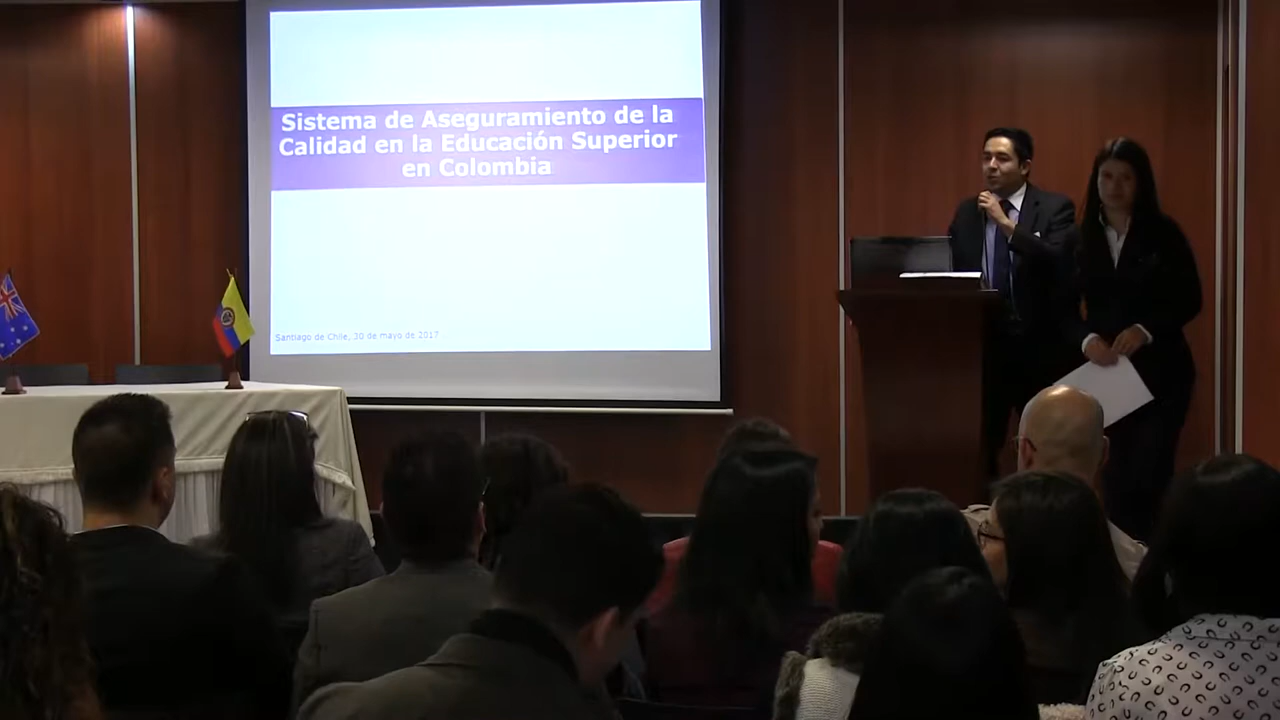 Sistema de Aseguramiento de la
Calidad en la Educación Superior
en Colombia
Santiago de Chile, 30 de mayo de 2017